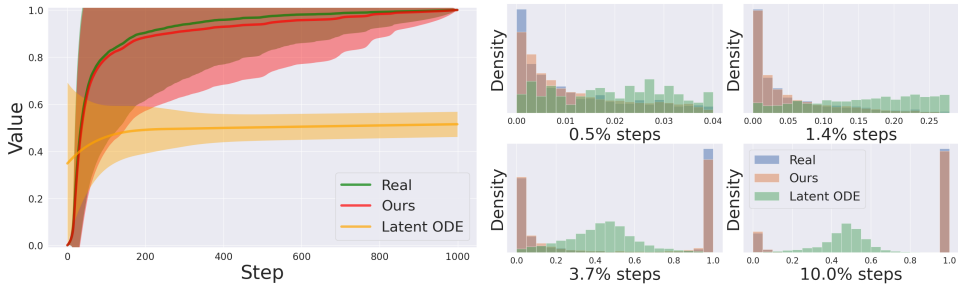 1.0
0.8
0.6
0.4
0.2
0.0
Value
0
200
400
600
800
1000
Step
Real
Ours
Latent ODE
Density
0.00
0.01
0.02
0.03
0.04
0.5% steps
Density
0.00
0.05
0.10
0.15
0.20
0.25
1.4% steps
Density
0.0
0.2
0.4
0.6
0.8
1.0
3.7% steps
Density
Real
Ours
Latent ODE
0.0
0.2
0.4
0.6
0.8
1.0
10.0% steps